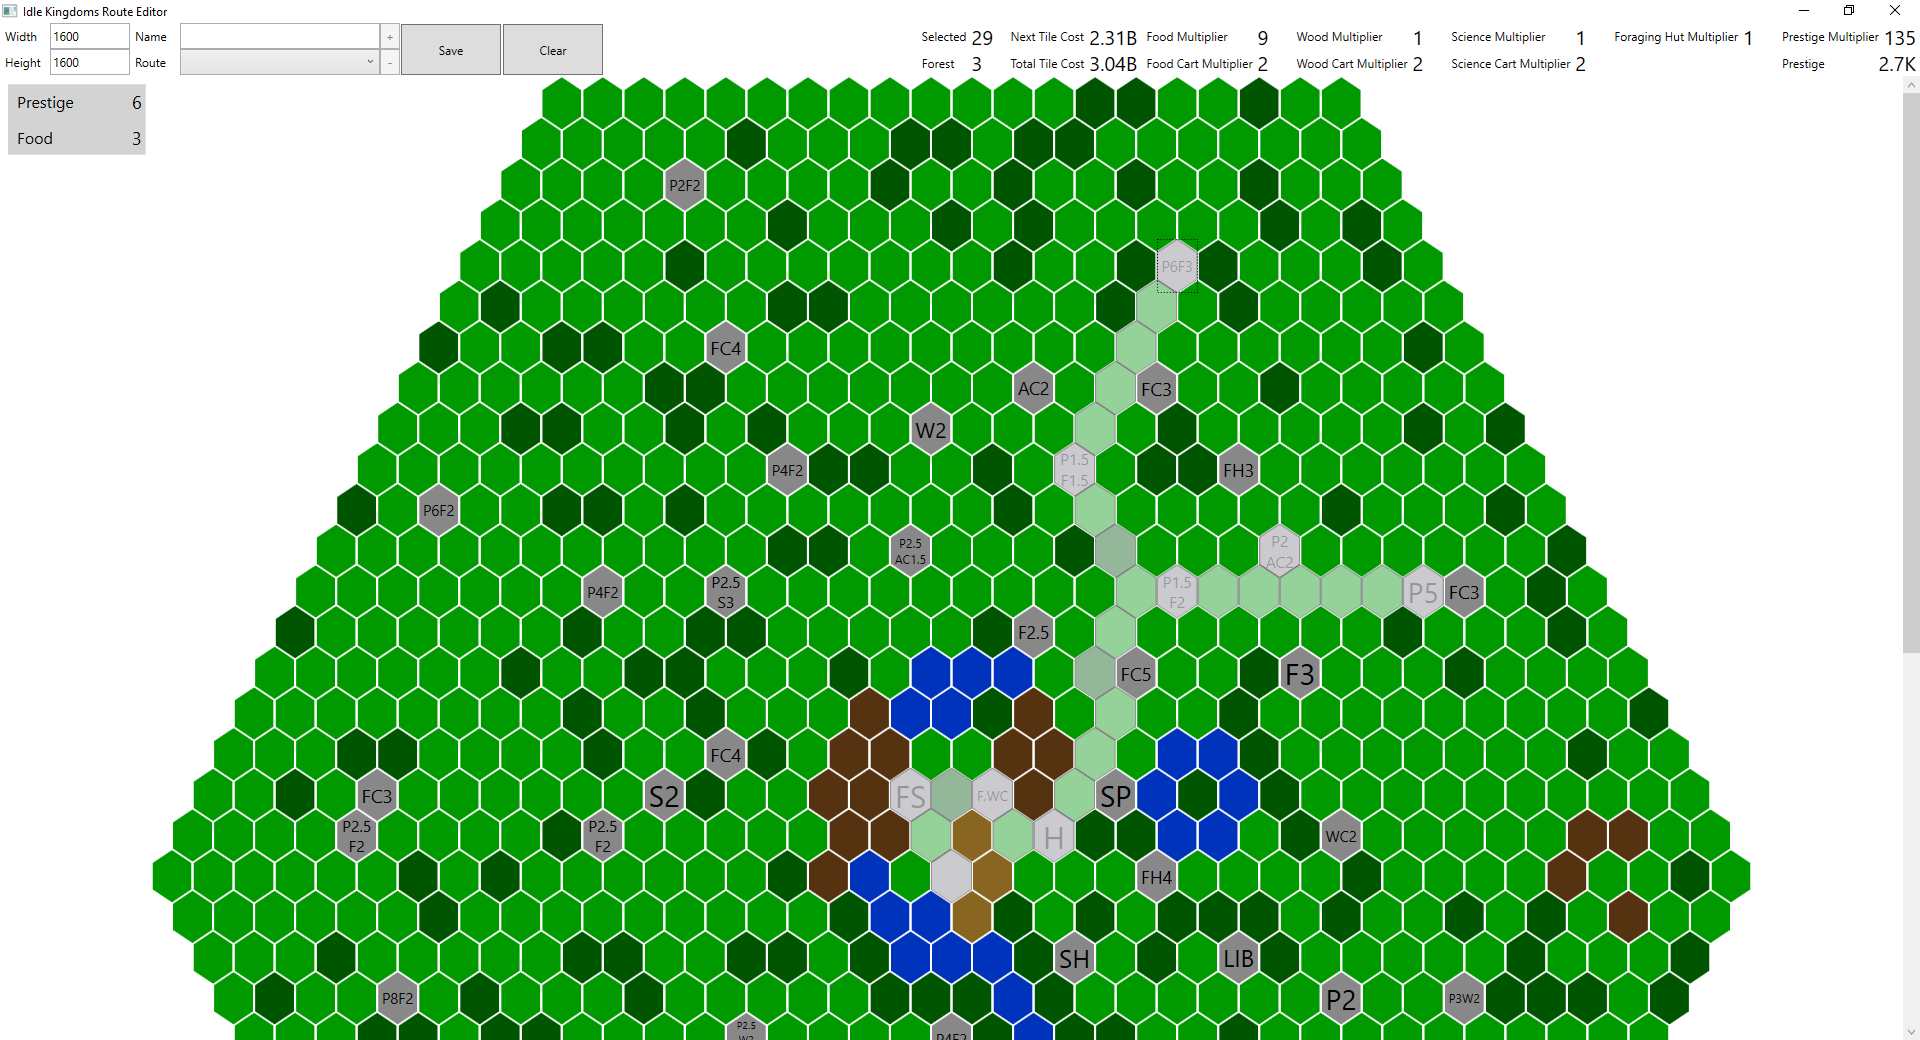 Idle Kingdoms Route Editor
Width 1600 Name + Save Clear Selected 29 Next Tile Cost 2.31B Food Multiplier 9 Wood Multiplier 1 Science Multiplier 1 Foraging Hut Multiplier 1 Prestige Multiplier 135
Height 1600 Route - Forest 3 Total Tile Cost 3.04B Food Cart Multiplier 2 Wood Cart Multiplier 2 Science Cart Multiplier 2 Prestige 2.7K
Prestige 6
Food 3
P2F2
P6F3
FC4
AC2 FC3
W2
P4F2 P1.5 FH3
F1.5
P6F2
P2.5 P2
AC1.5 AC2
P4F2 P2.5 P1.5 P5 FC3
S3 F2
F2.5
FC5 F3
FC4
FC3 S2 FS F,WC SP
P2.5 P2.5 H WC2
F2 F2
FH4
SH LIB
P8F2 P2 P3W2
P2.5 P4F2
W2